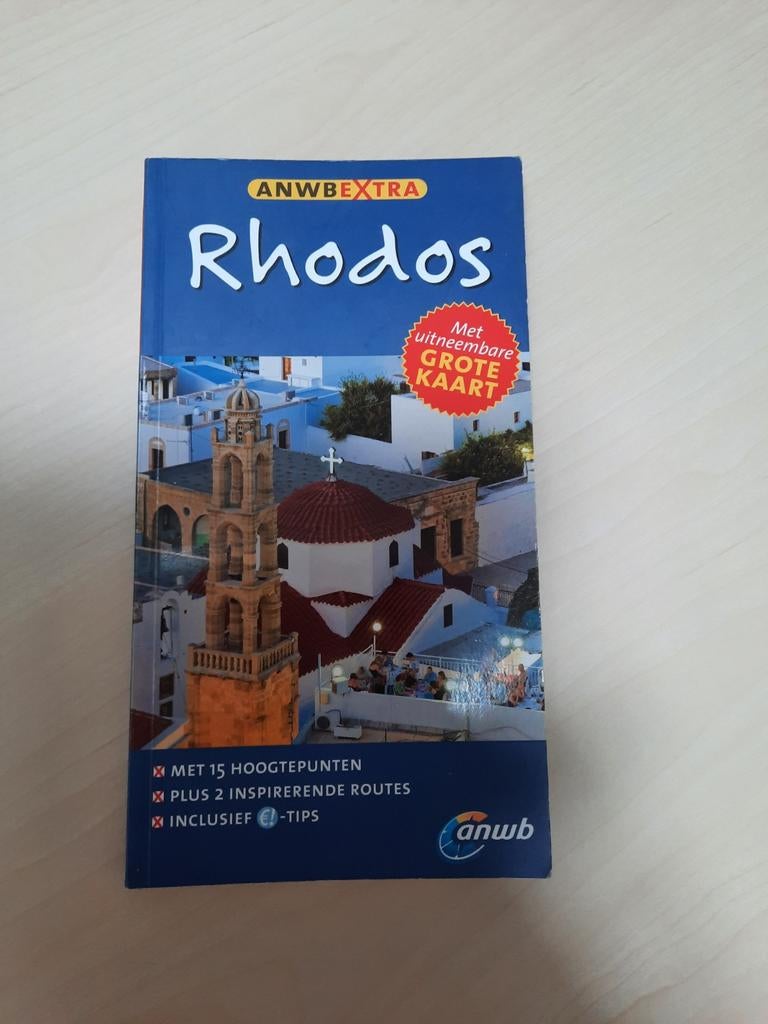 ANWBEXTRA
Rhodos
Met
uitneembare
GROTE
KAART
MET 15 HOOGTEPUNTEN
PLUS 2 INSPIRERENDE ROUTES
INCLUSIEF €!-TIPS
anwb